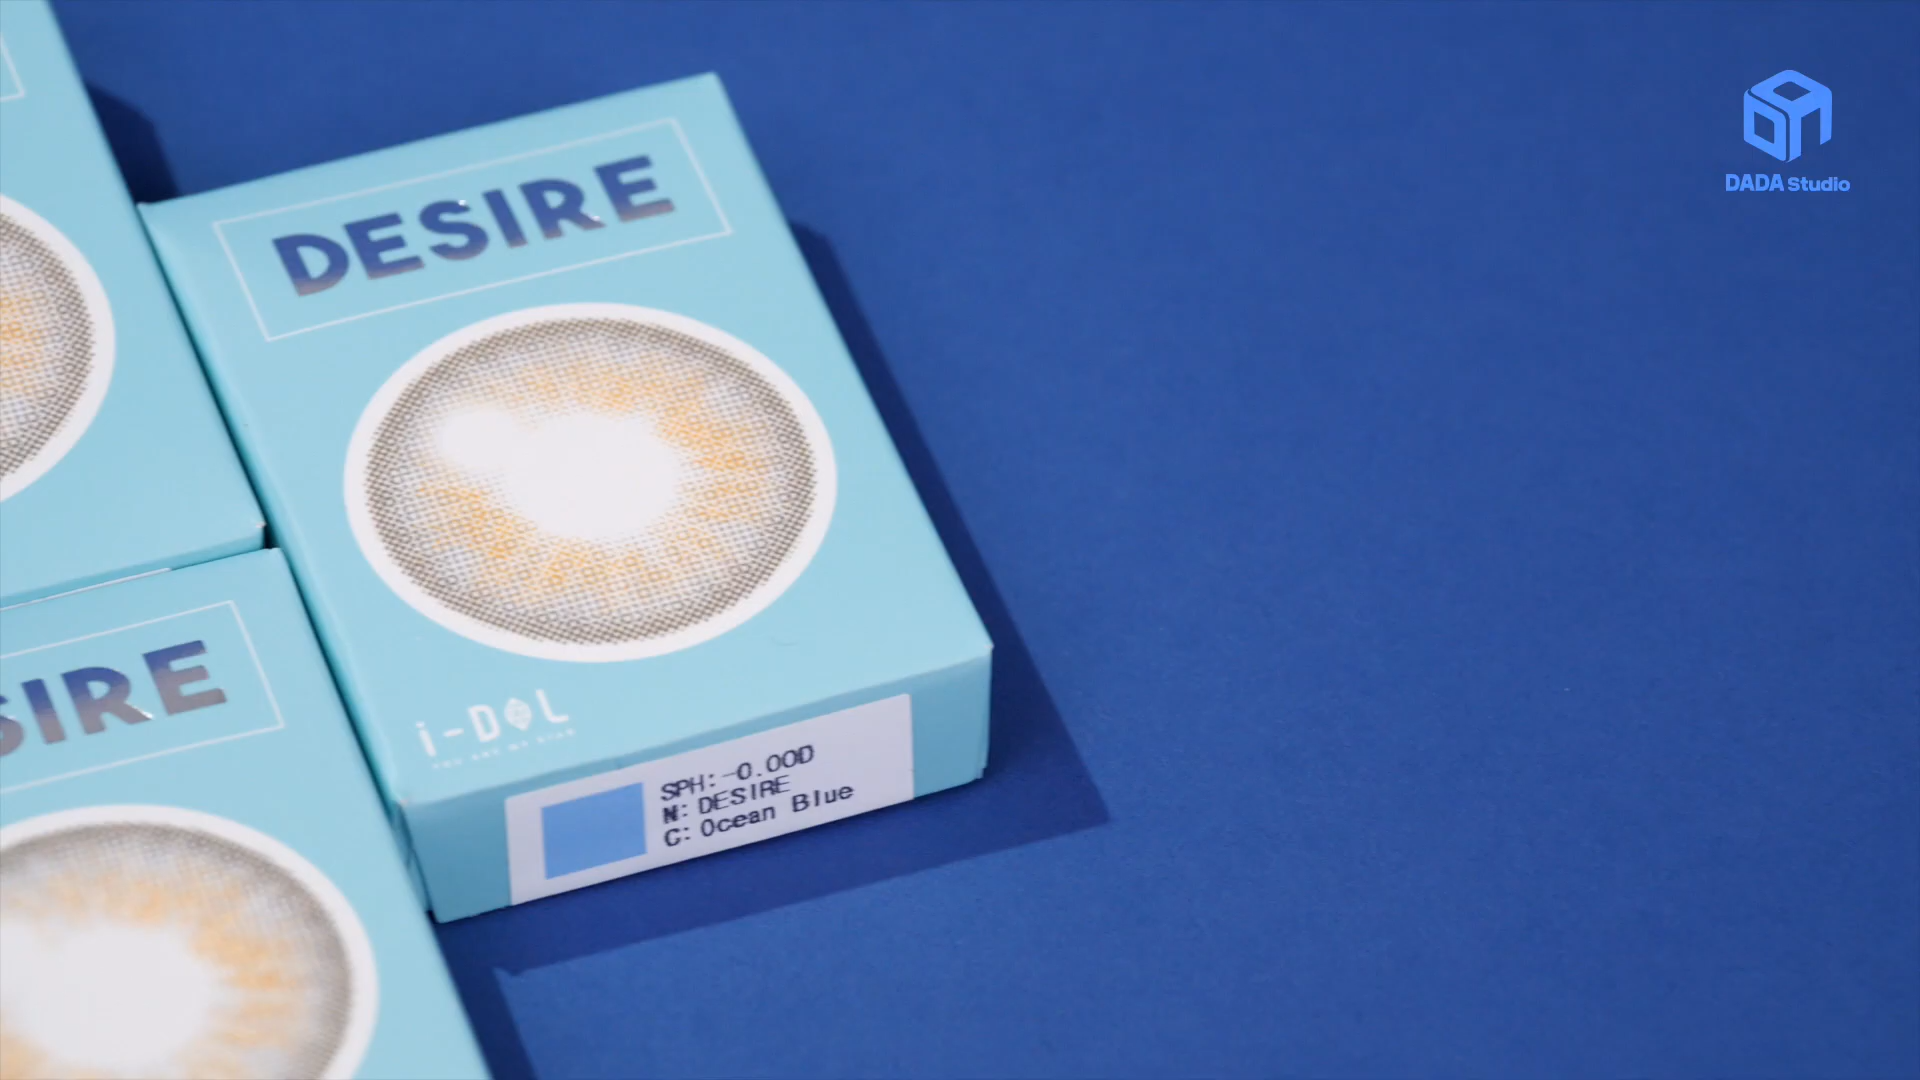 DADA Studio
DESIRE
i-DOL
SPH:-0.00D
N: DESIRE
C: Ocean Blue
SIRE